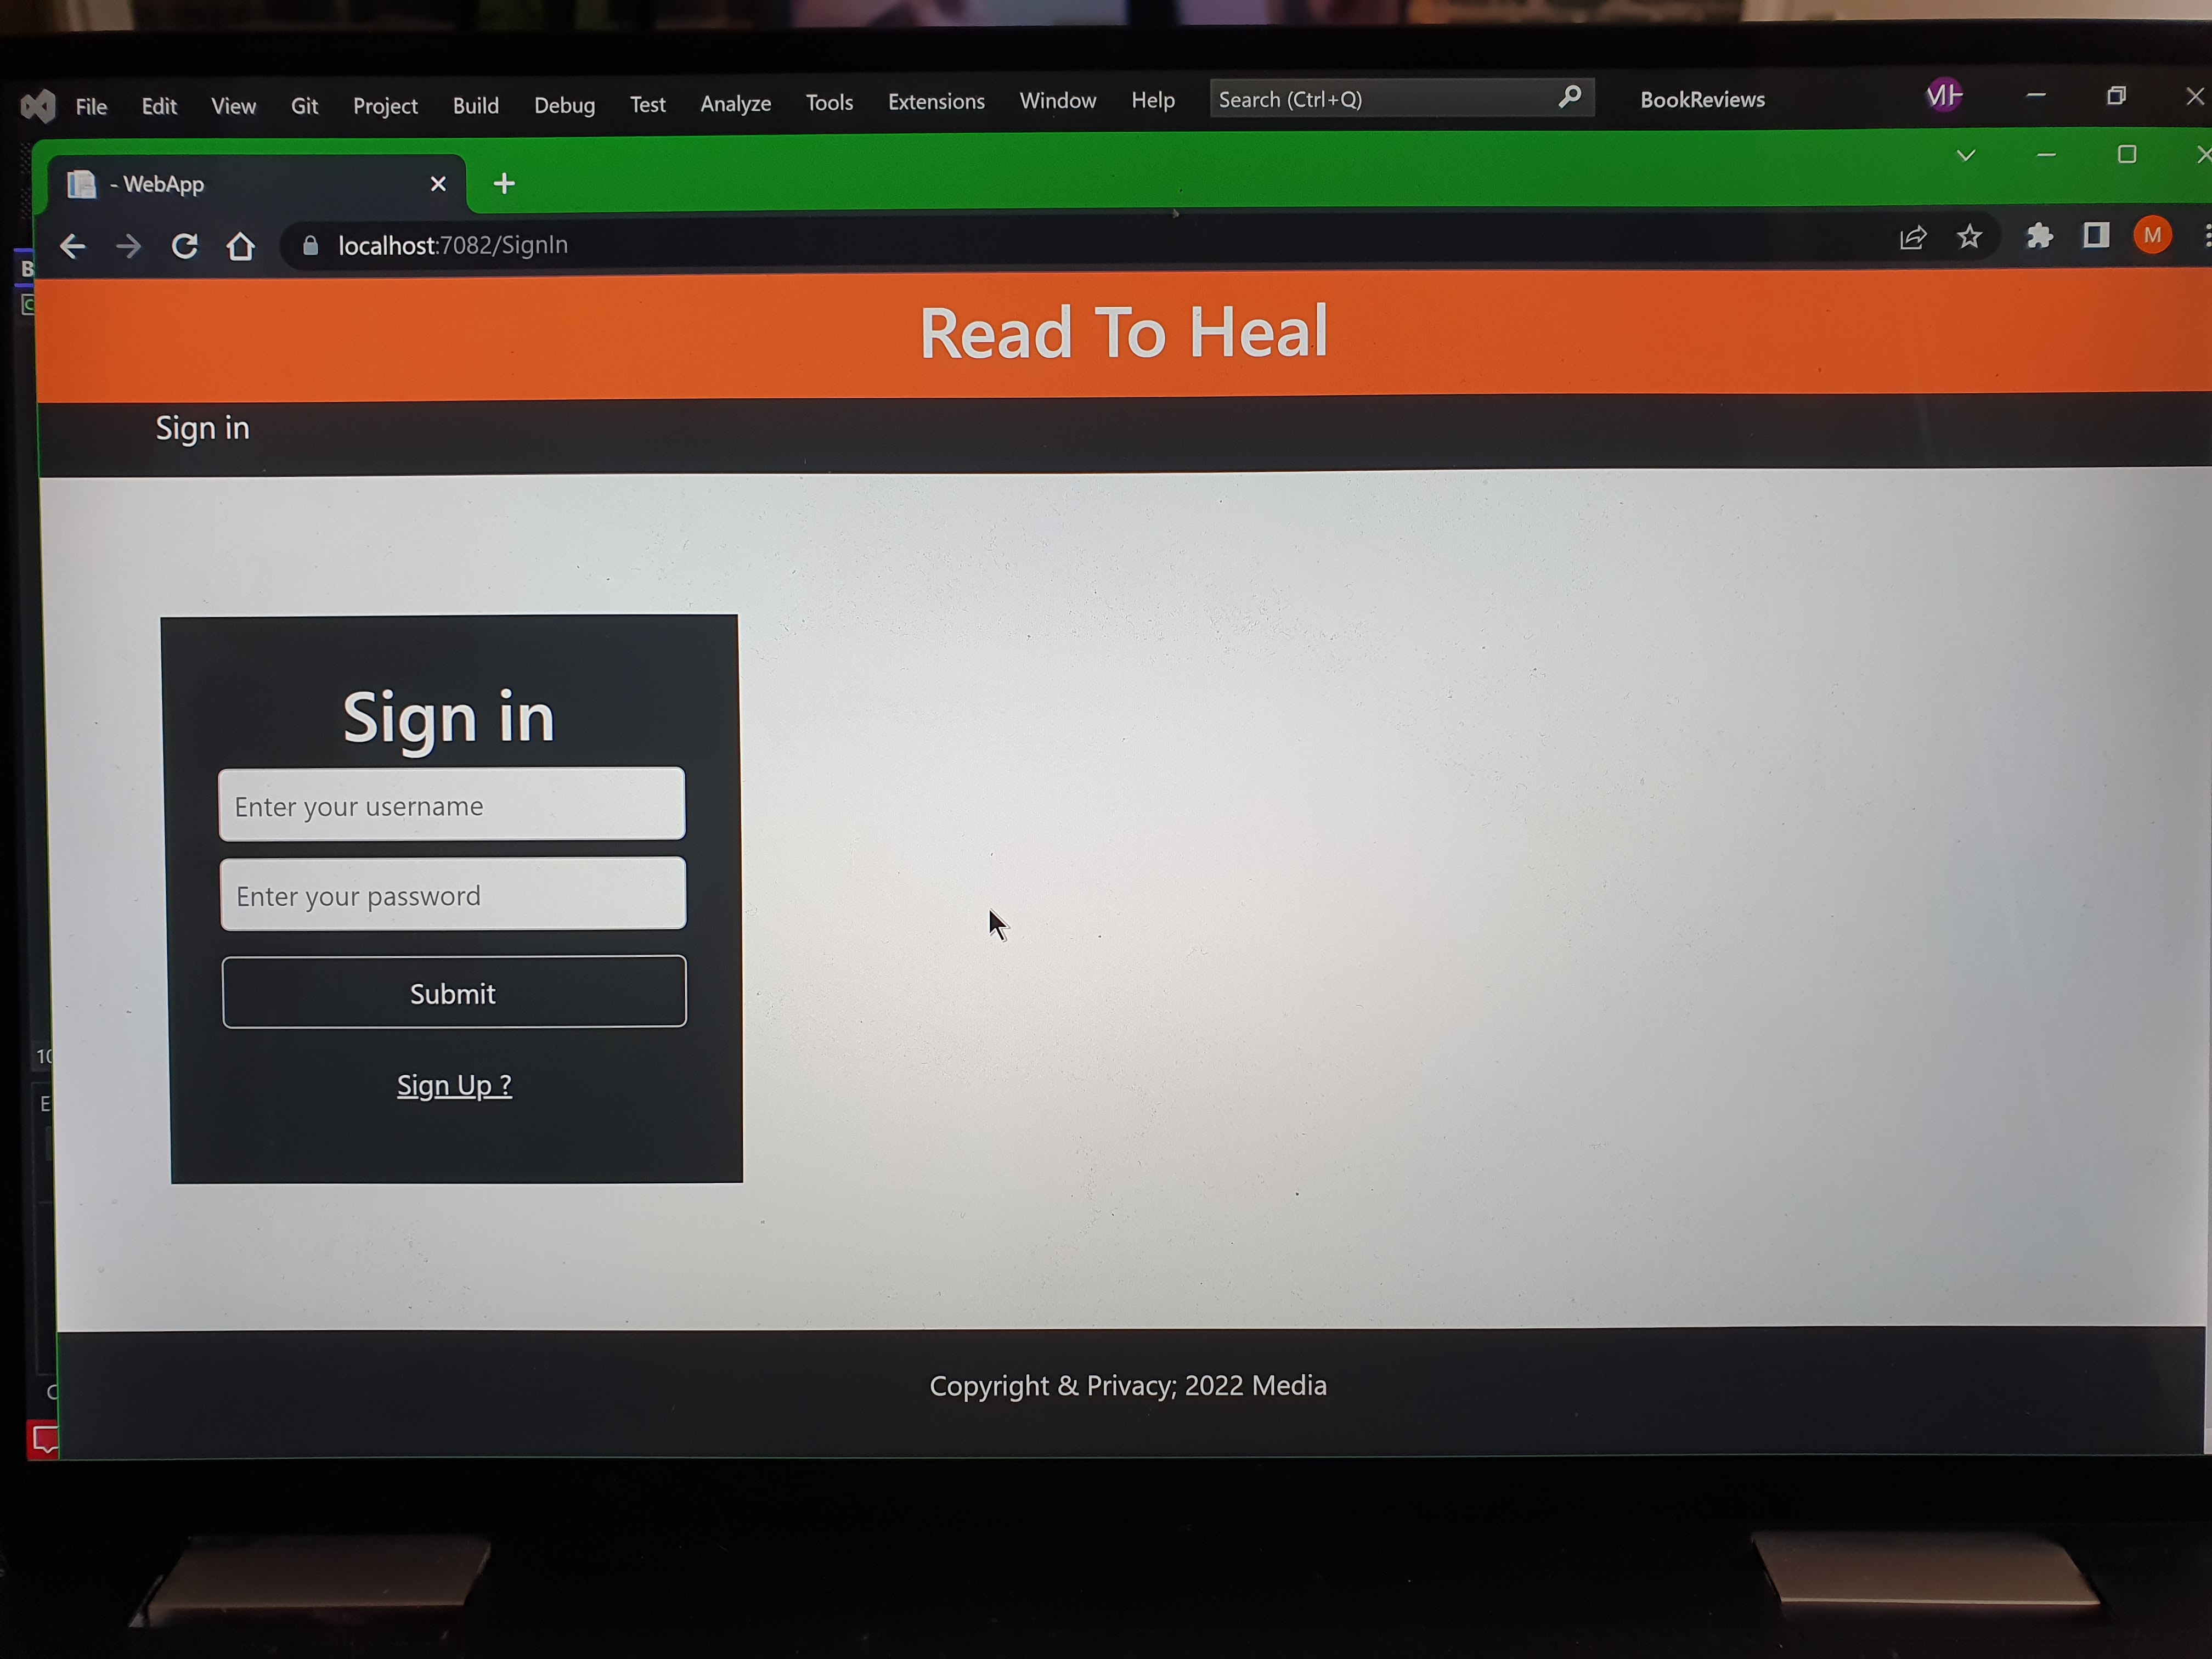 File Edit View Git Project Build Debug Test Analyze Tools Extensions Window Help Search (Ctrl+Q) BookReviews
- WebApp
localhost:7082/SignIn
M
Read To Heal
Sign in
Sign in
Enter your username
Enter your password
Submit
Sign Up ?
Copyright & Privacy; 2022 Media